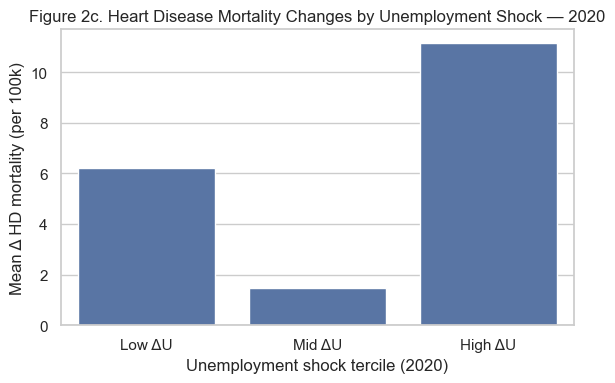 Figure 2c. Heart Disease Mortality Changes by Unemployment Shock — 2020
Mean Δ HD mortality (per 100k)
10
8
6
4
2
0
Low ΔU
Mid ΔU
High ΔU
Unemployment shock tercile (2020)